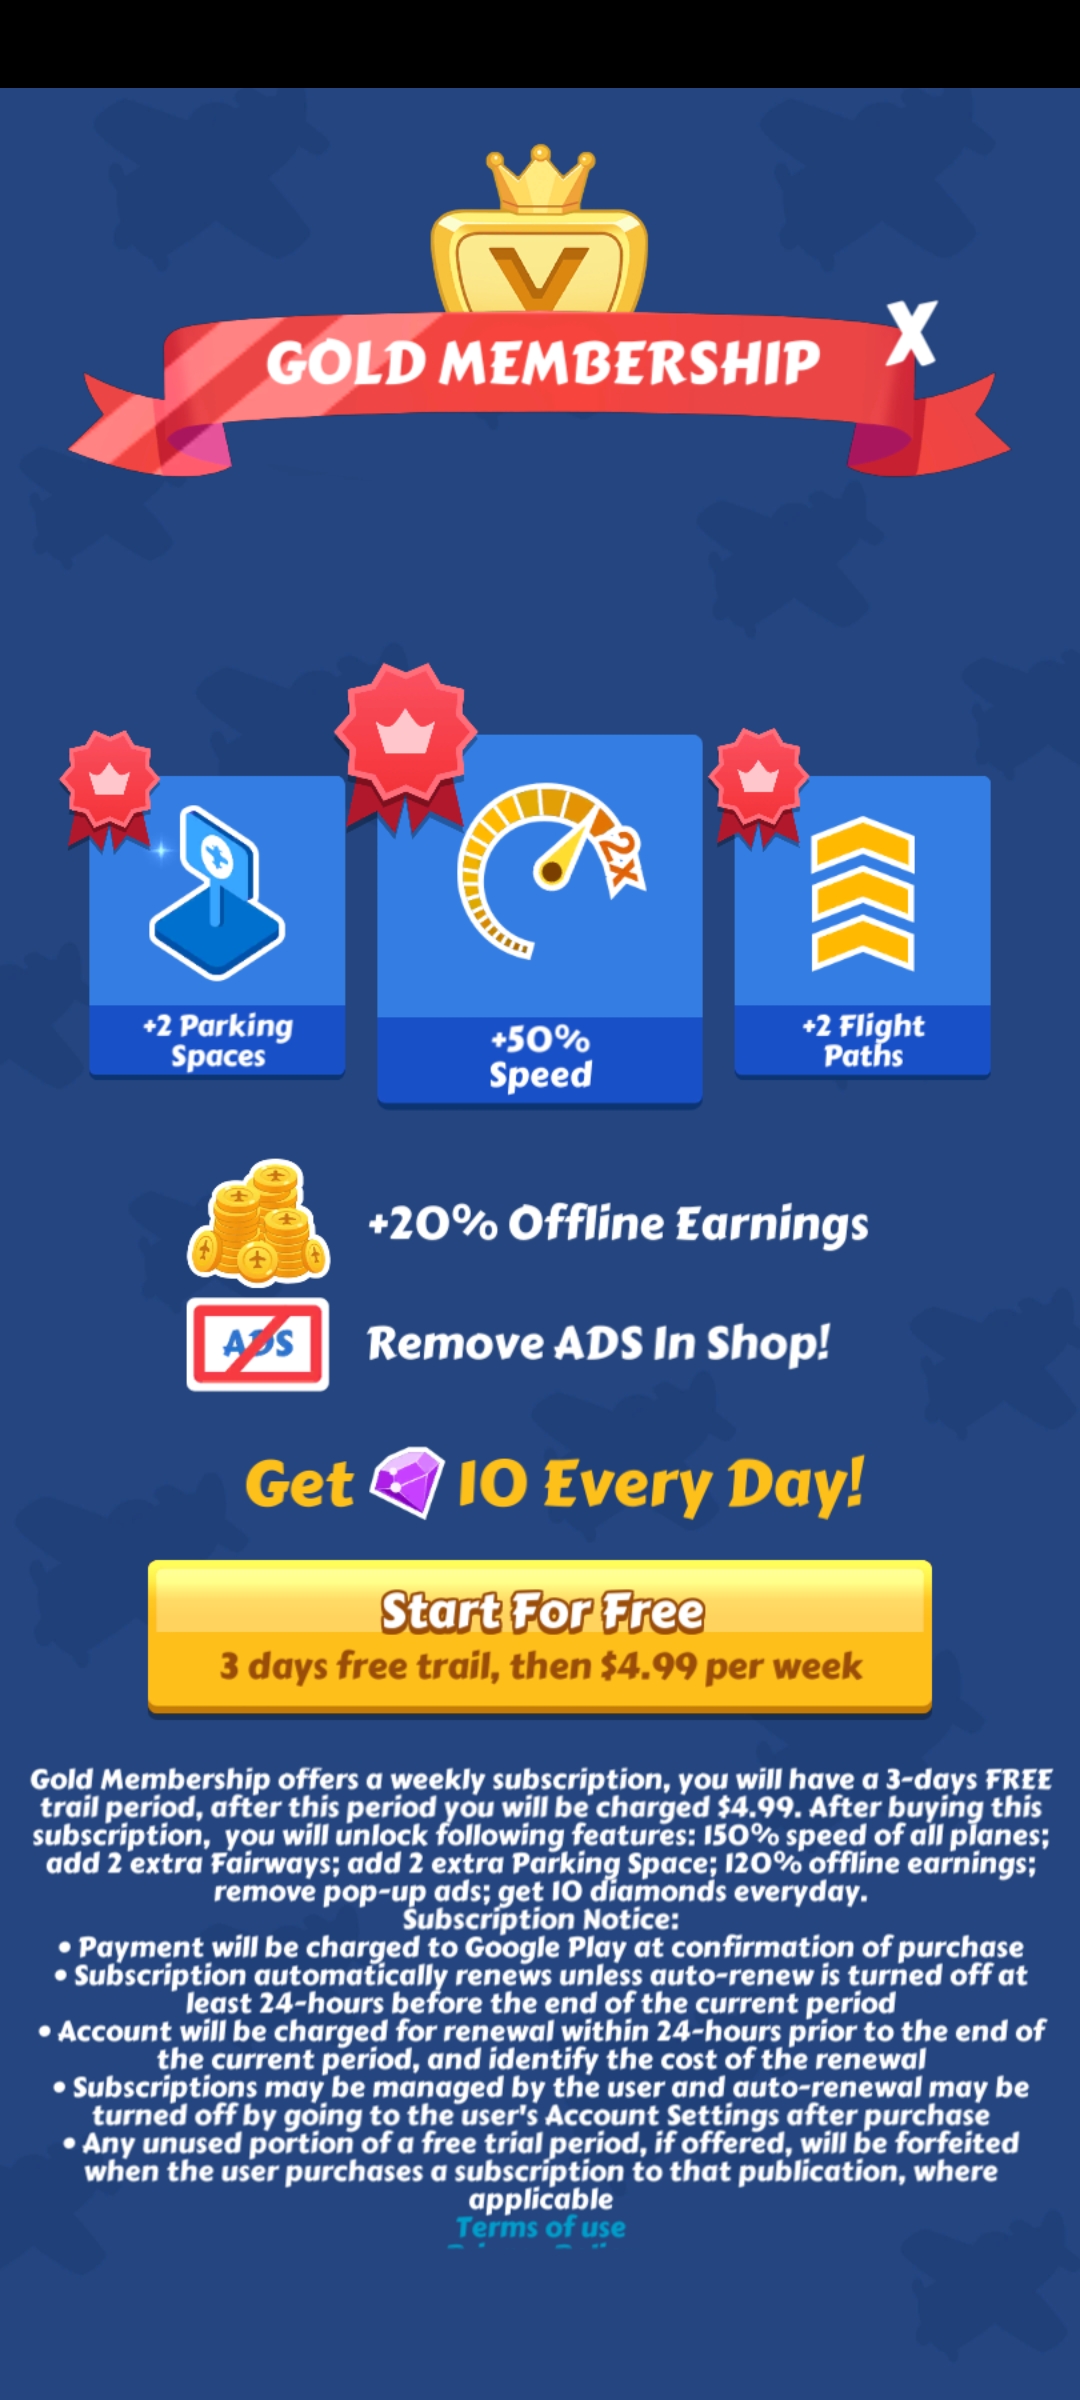 V
GOLD MEMBERSHIP
X
2x
+2 Parking
Spaces
+50%
Speed
+2 Flight
Paths
+20% Offline Earnings
ADS
Remove ADS In Shop!
Get 10 Every Day!
Start For Free
3 days free trail, then $4.99 per week
Gold Membership offers a weekly subscription, you will have a 3-days FREE
trail period, after this period you will be charged $4.99. After buying this
subscription, you will unlock following features: 150% speed of all planes;
add 2 extra Fairways; add 2 extra Parking Space; 120% offline earnings;
remove pop-up ads; get 10 diamonds everyday.
Subscription Notice:
• Payment will be charged to Google Play at confirmation of purchase
• Subscription automatically renews unless auto-renew is turned off at
least 24-hours before the end of the current period
• Account will be charged for renewal within 24-hours prior to the end of
the current period, and identify the cost of the renewal
• Subscriptions may be managed by the user and auto-renewal may be
turned off by going to the user's Account Settings after purchase
• Any unused portion of a free trial period, if offered, will be forfeited
when the user purchases a subscription to that publication, where
applicable
Terms of use